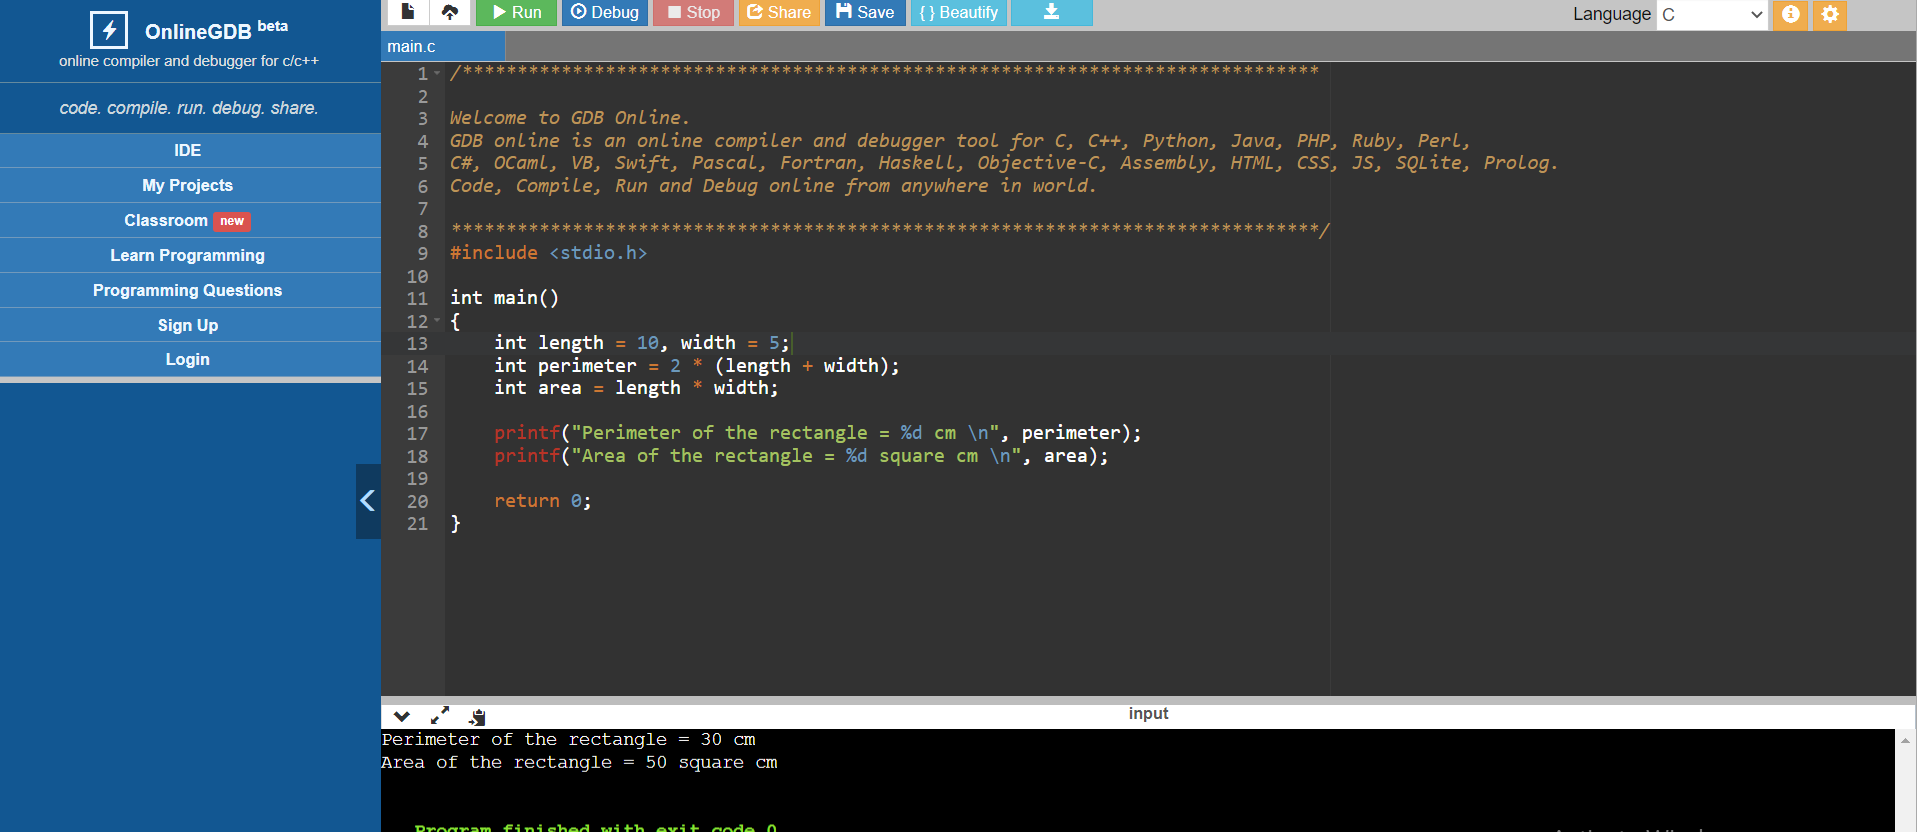 OnlineGDB beta
online compiler and debugger for c/c++
code. compile. run. debug. share.
IDE
My Projects
Classroom new
Learn Programming
Programming Questions
Sign Up
Login
Run Debug Stop Share Save { } Beautify
Language C
main.c
1 /******************************************************************************
2
3 Welcome to GDB Online.
4 GDB online is an online compiler and debugger tool for C, C++, Python, Java, PHP, Ruby, Perl,
5 C#, OCaml, VB, Swift, Pascal, Fortran, Haskell, Objective-C, Assembly, HTML, CSS, JS, SQLite, Prolog.
6 Code, Compile, Run and Debug online from anywhere in world.
7
8 *******************************************************************************/
9 #include <stdio.h>
10
11 int main()
12 {
13     int length = 10, width = 5;
14     int perimeter = 2 * (length + width);
15     int area = length * width;
16
17     printf("Perimeter of the rectangle = %d cm \n", perimeter);
18     printf("Area of the rectangle = %d square cm \n", area);
19
20     return 0;
21 }
input
Perimeter of the rectangle = 30 cm
Area of the rectangle = 50 square cm
Program finished with exit code 0